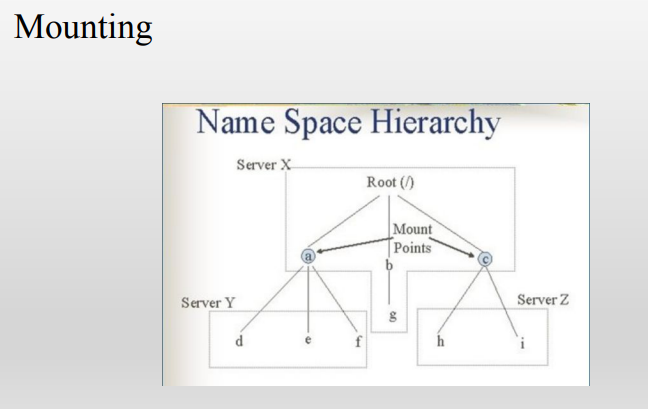 Mounting
Name Space Hierarchy
Server X
Root (/)
Mount
Points
a
b
c
Server Y
Server Z
g
d
e
f
h
i